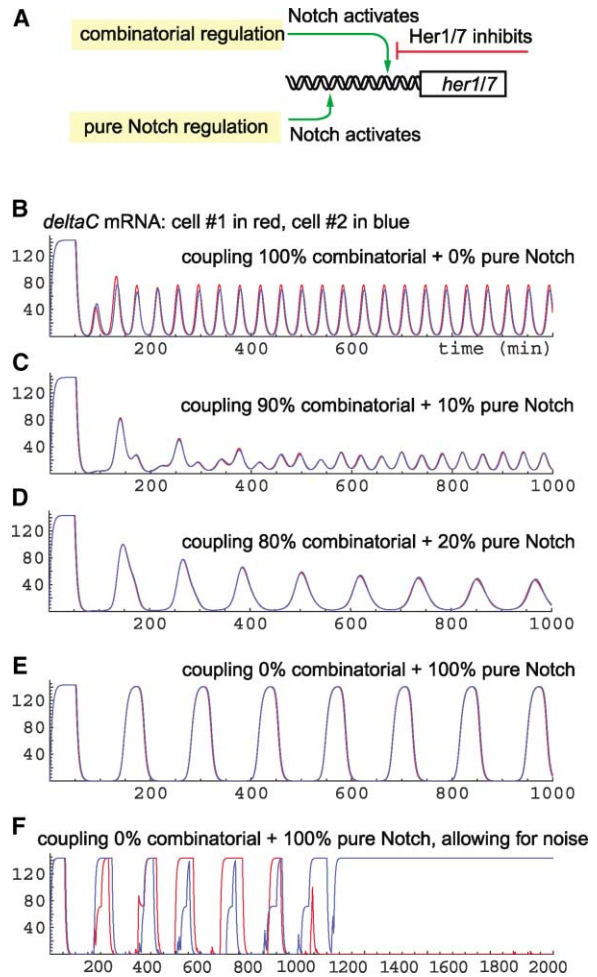 A
Notch activates
combinatorial regulation
Her1/7 inhibits
her1/7
pure Notch regulation
Notch activates
B
deltaC mRNA: cell #1 in red, cell #2 in blue
coupling 100% combinatorial + 0% pure Notch
120
80
40
200 400 600 time (min)
C
coupling 90% combinatorial + 10% pure Notch
120
80
40
200 400 600 800 1000
D
coupling 80% combinatorial + 20% pure Notch
120
80
40
200 400 600 800 1000
E
coupling 0% combinatorial + 100% pure Notch
120
80
40
200 400 600 800 1000
F
coupling 0% combinatorial + 100% pure Notch, allowing for noise
120
80
40
200 400 600 800 1000 1200 1400 1600 1800 2000